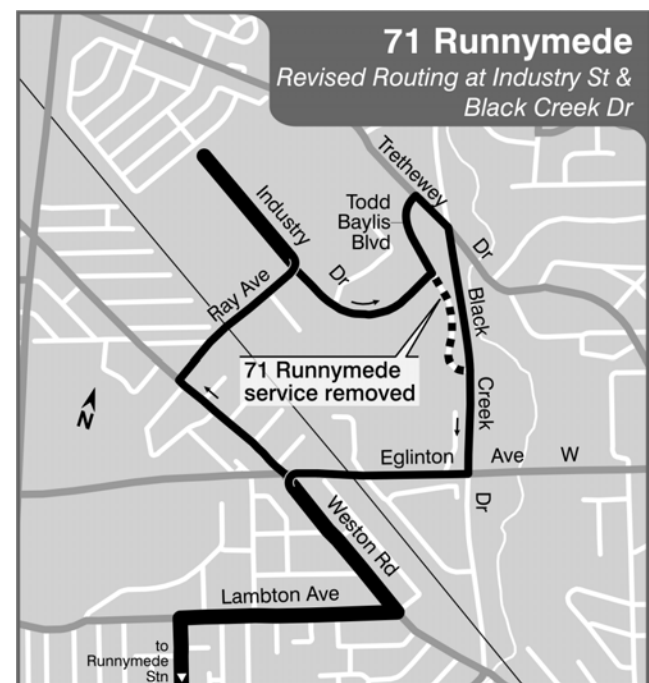 71 Runnymede
Revised Routing at Industry St &
Black Creek Dr
Trethewey
Dr
Todd
Baylis
Blvd
Industry
Dr
Ray Ave
Black
Creek
Dr
71 Runnymede
service removed
N
Eglinton Ave W
Weston Rd
Lambton Ave
to
Runnymede
Stn